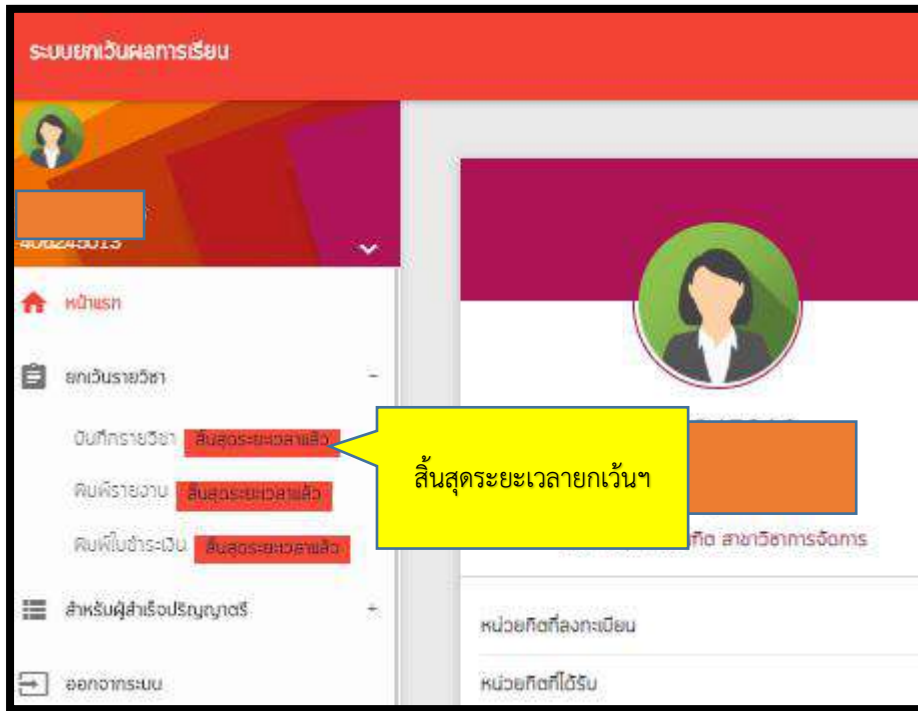 ระบบยกเว้นผลการเรียน
406245013
หน้าแรก
ยกเว้นรายวิชา -
บันทึกรายวิชา สิ้นสุดระยะเวลาแล้ว
พิมพ์รายงาน สิ้นสุดระยะเวลาแล้ว
พิมพ์ใบชำระเงิน สิ้นสุดระยะเวลาแล้ว
สำหรับผู้สำเร็จปริญญาตรี +
ออกจากระบบ
สิ้นสุดระยะเวลายกเว้นฯ
สาขาวิชาการจัดการ
หน่วยกิตที่ลงทะเบียน
หน่วยกิตที่ได้รับ